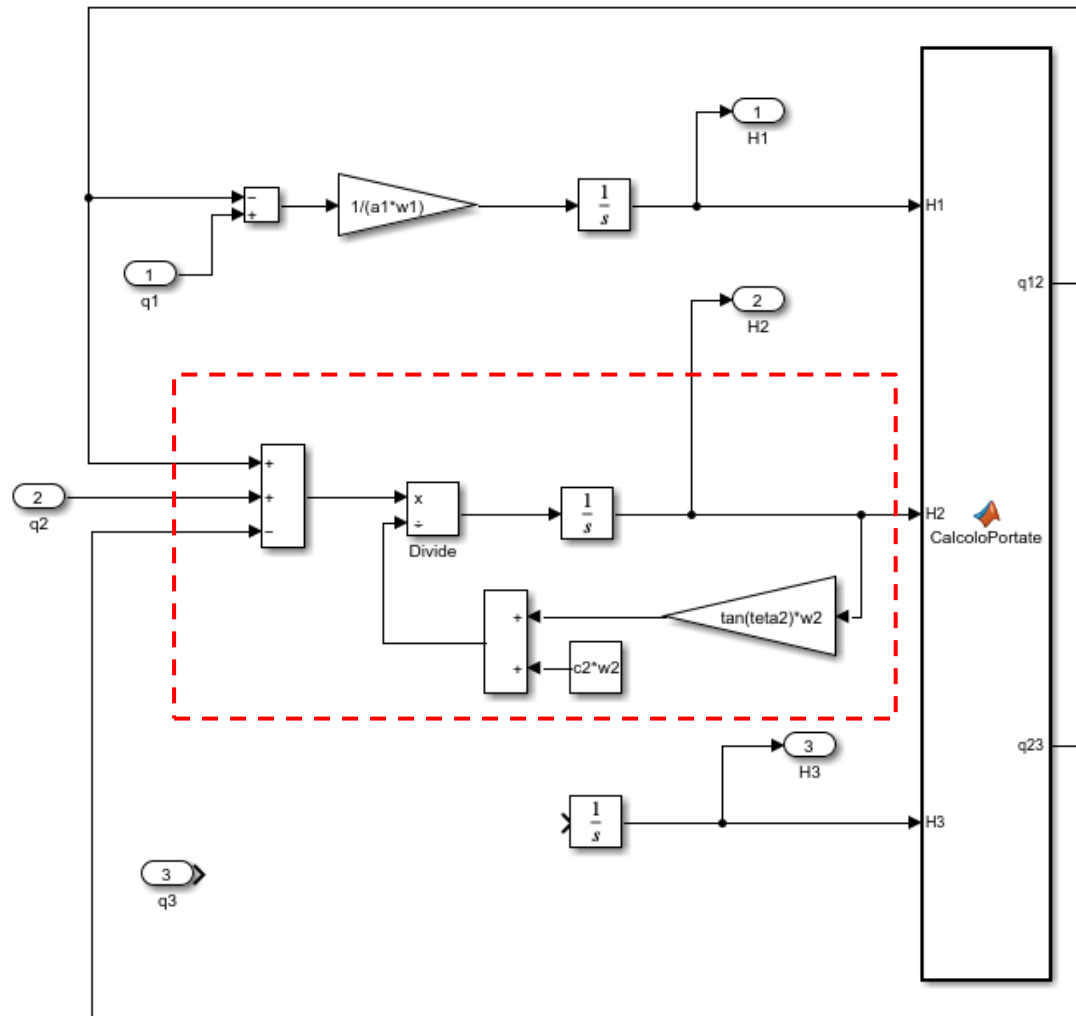 1
H1
−
+
1/(a1*w1)
1
s
H1
1
q1
q12
2
H2
+
2
q2
+
−
x
÷
Divide
1
s
H2
CalcoloPortate
+
tan(teta2)*w2
+
c2*w2
3
H3
q23
1
s
H3
3
q3